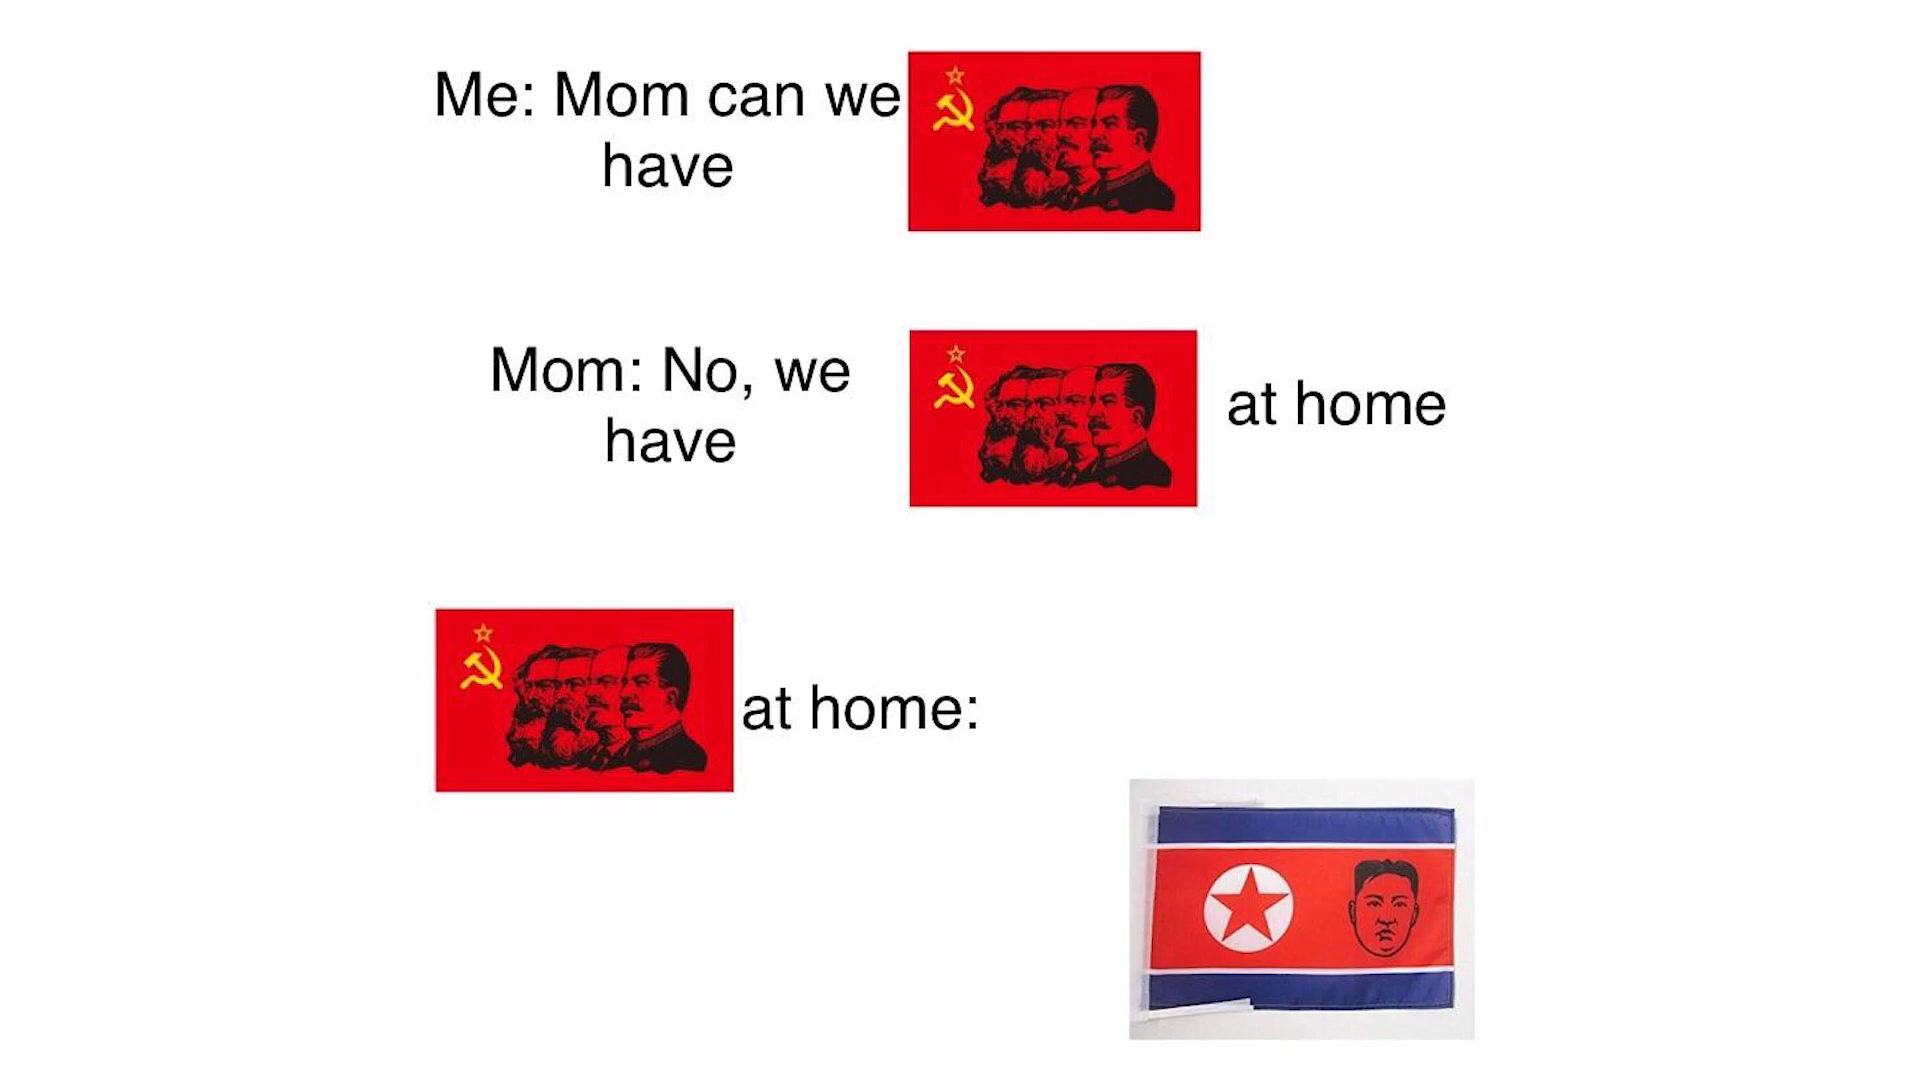 Me: Mom can we
have
Mom: No, we
have
at home
at home: